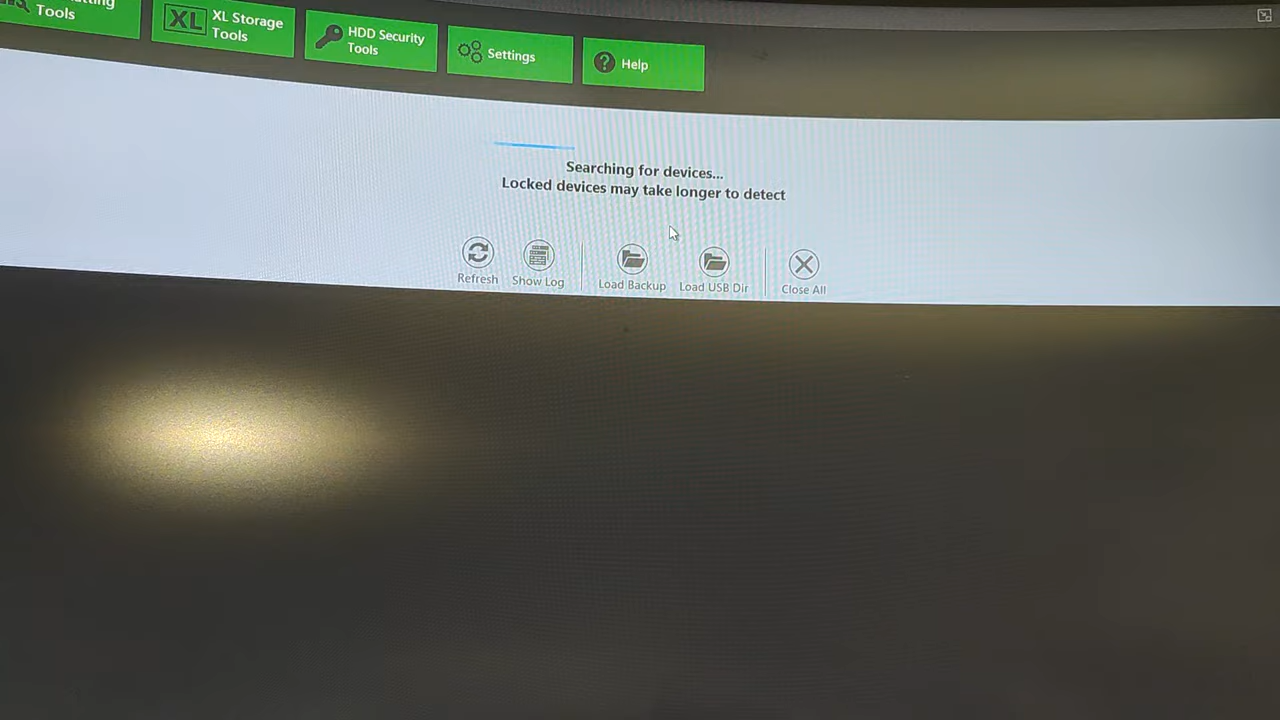 Tools
XL
XL Storage
Tools
HDD Security
Tools
Settings
?
Help
Searching for devices...
Locked devices may take longer to detect
Refresh
Show Log
Load Backup
Load USB Dir
Close All